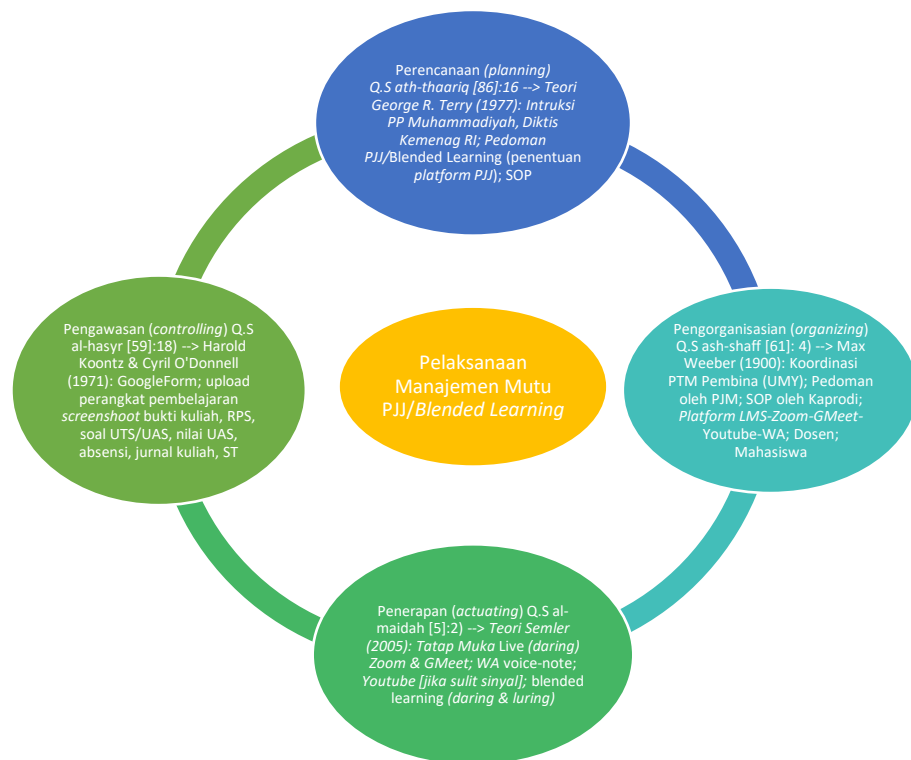 Perencanaan (planning)
Q.S ath-thaariq [86]:16 --> Teori
George R. Terry (1977): Intruksi
PP Muhammadiyah, Diktis
Kemenag RI; Pedoman
PJJ/Blended Learning (penentuan
platform PJJ); SOP
Pengorganisasian (organizing)
Q.S ash-shaff [61]: 4) --> Max
Weeber (1900): Koordinasi
PTM Pembina (UMY); Pedoman
oleh PJM; SOP oleh Kaprodi;
Platform LMS-Zoom-GMeet-
Youtube-WA; Dosen;
Mahasiswa
Penerapan (actuating) Q.S al-
maidah [5]:2) --> Teori Semler
(2005): Tatap Muka Live (daring)
Zoom & GMeet; WA voice-note;
Youtube [jika sulit sinyal]; blended
learning (daring & luring)
Pengawasan (controlling) Q.S
al-hasyr [59]:18) --> Harold
Koontz & Cyril O'Donnell
(1971): GoogleForm; upload
perangkat pembelajaran
screenshoot bukti kuliah, RPS,
soal UTS/UAS, nilai UAS,
absensi, jurnal kuliah, ST
Pelaksanaan
Manajemen Mutu
PJJ/Blended Learning